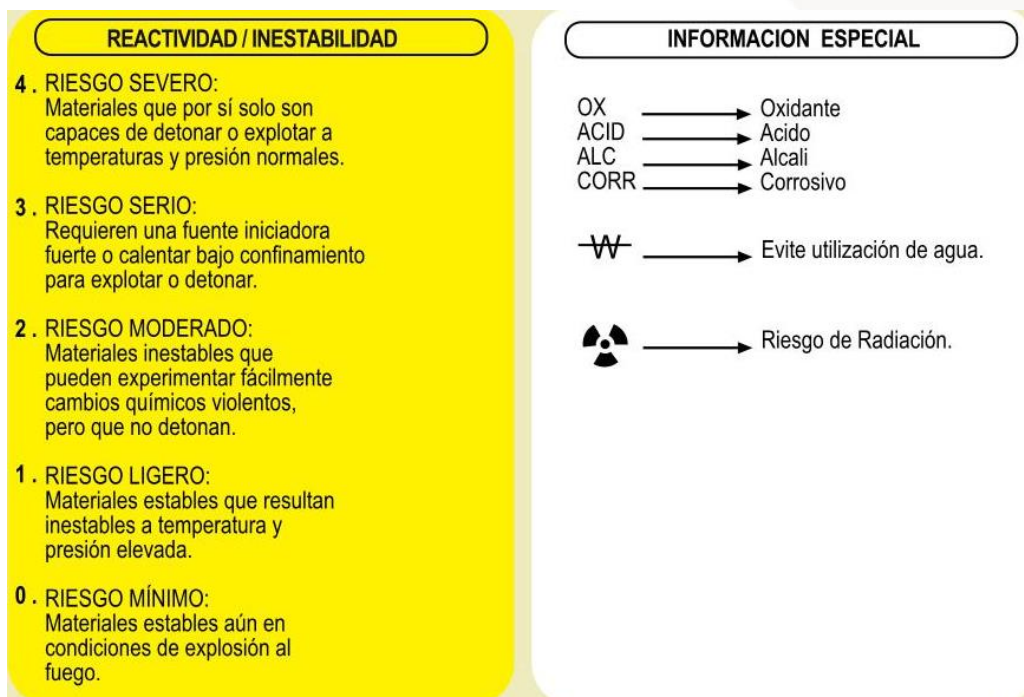 REACTIVIDAD / INESTABILIDAD
4 . RIESGO SEVERO:
Materiales que por sí solo son
capaces de detonar o explotar a
temperaturas y presión normales.
3 . RIESGO SERIO:
Requieren una fuente iniciadora
fuerte o calentar bajo confinamiento
para explotar o detonar.
2 . RIESGO MODERADO:
Materiales inestables que
pueden experimentar fácilmente
cambios químicos violentos,
pero que no detonan.
1 . RIESGO LIGERO:
Materiales estables que resultan
inestables a temperatura y
presión elevada.
0 . RIESGO MÍNIMO:
Materiales estables aún en
condiciones de explosión al
fuego.
INFORMACION ESPECIAL
OX Oxidante
ACID Acido
ALC Alcali
CORR Corrosivo
W Evite utilización de agua.
Riesgo de Radiación.